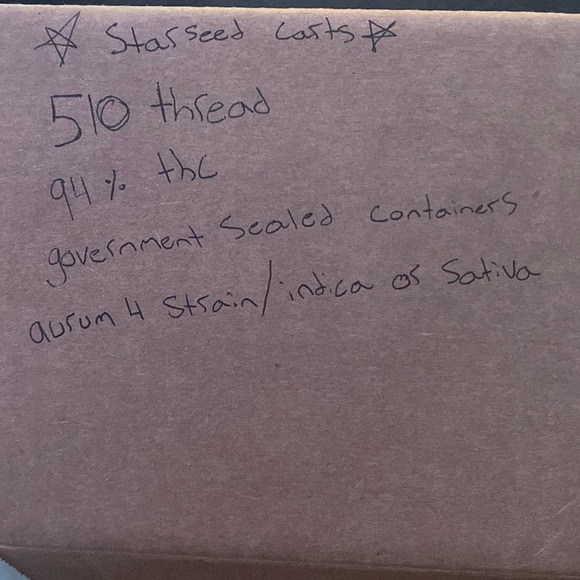 ☆ Starseed Carts ☆
510 thread
94% thc
government Sealed containers
aurum 4 Strain/indica or Sativa